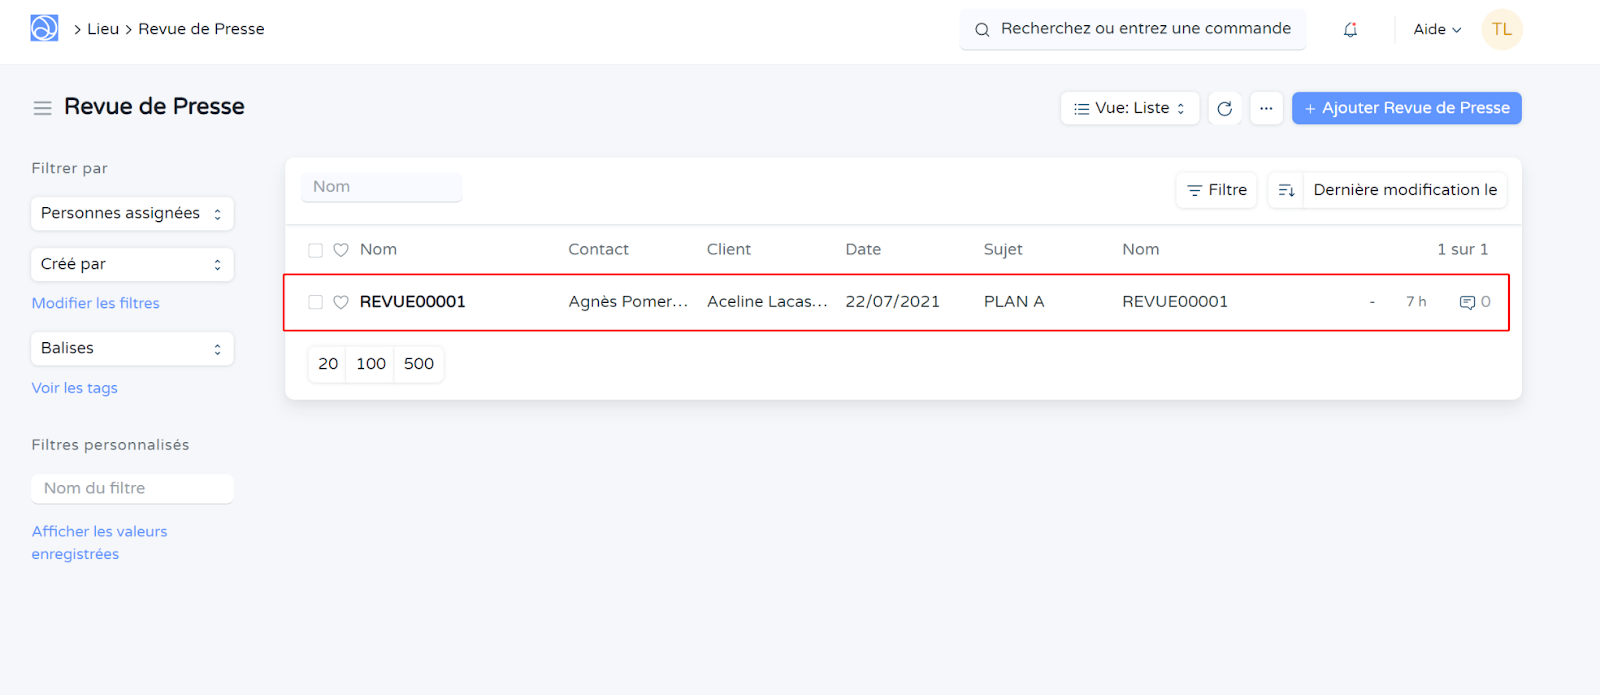 Lieu Revue de Presse
Recherchez ou entrez une commande
Aide
TL
Revue de Presse
Vue: Liste
...
+ Ajouter Revue de Presse
Filtrer par
Personnes assignées
Créé par
Modifier les filtres
Balises
Voir les tags
Filtres personnalisés
Nom du filtre
Afficher les valeurs
enregistrées
Nom
Filtre
Dernière modification le
Nom Contact Client Date Sujet Nom 1 sur 1
REVUE00001 Agnès Pomer... Aceline Lacas... 22/07/2021 PLAN A REVUE00001 - 7 h 0
20 100 500